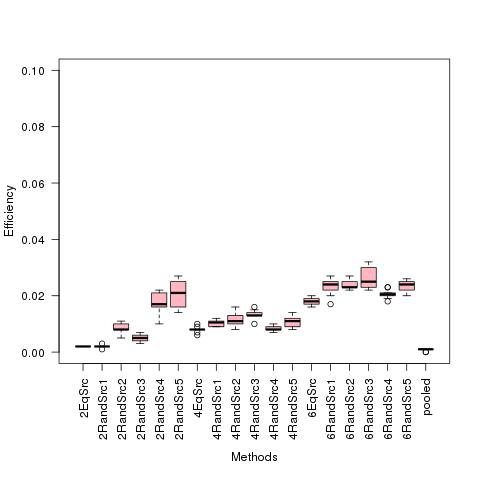 0.10
0.08
0.06
0.04
0.02
0.00
Efficiency
2EqSrc
2RandSrc1
2RandSrc2
2RandSrc3
2RandSrc4
2RandSrc5
4EqSrc
4RandSrc1
4RandSrc2
4RandSrc3
4RandSrc4
4RandSrc5
6EqSrc
6RandSrc1
6RandSrc2
6RandSrc3
6RandSrc4
6RandSrc5
pooled
Methods